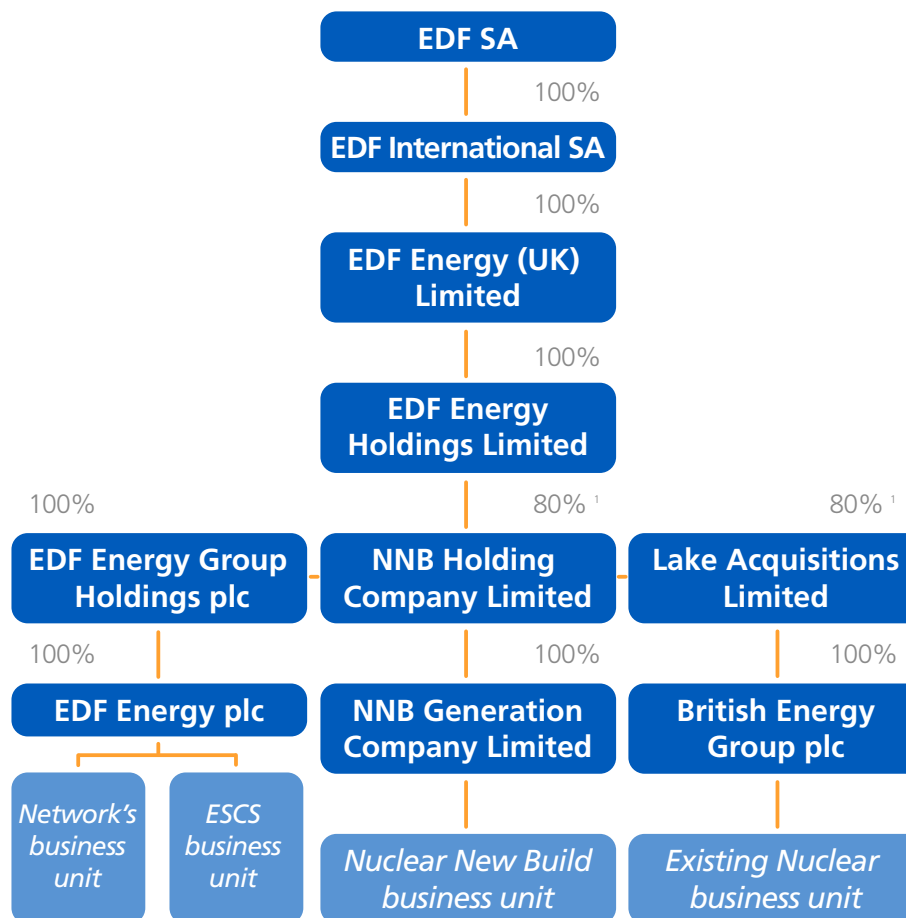 EDF SA
100%
EDF International SA
100%
EDF Energy (UK)
Limited
100%
EDF Energy
Holdings Limited
100%
80% 1
80% 1
EDF Energy Group
Holdings plc
NNB Holding
Company Limited
Lake Acquisitions
Limited
100%
100%
100%
EDF Energy plc
NNB Generation
Company Limited
British Energy
Group plc
Network's
business
unit
ESCS
business
unit
Nuclear New Build
business unit
Existing Nuclear
business unit